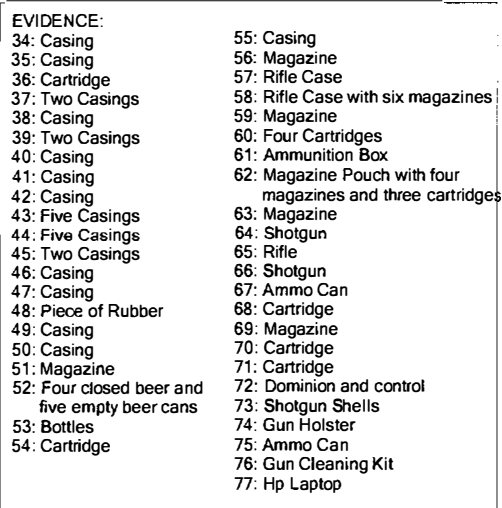 EVIDENCE:
34: Casing
35: Casing
36: Cartridge
37: Two Casings
38: Casing
39: Two Casings
40: Casing
41: Casing
42: Casing
43: Five Casings
44: Five Casings
45: Two Casings
46: Casing
47: Casing
48: Piece of Rubber
49: Casing
50: Casing
51: Magazine
52: Four closed beer and
five empty beer cans
53: Bottles
54: Cartridge
55: Casing
56: Magazine
57: Rifle Case
58: Rifle Case with six magazines
59: Magazine
60: Four Cartridges
61: Ammunition Box
62: Magazine Pouch with four
magazines and three cartridges
63: Magazine
64: Shotgun
65: Rifle
66: Shotgun
67: Ammo Can
68: Cartridge
69: Magazine
70: Cartridge
71: Cartridge
72: Dominion and control
73: Shotgun Shells
74: Gun Holster
75: Ammo Can
76: Gun Cleaning Kit
77: Hp Laptop